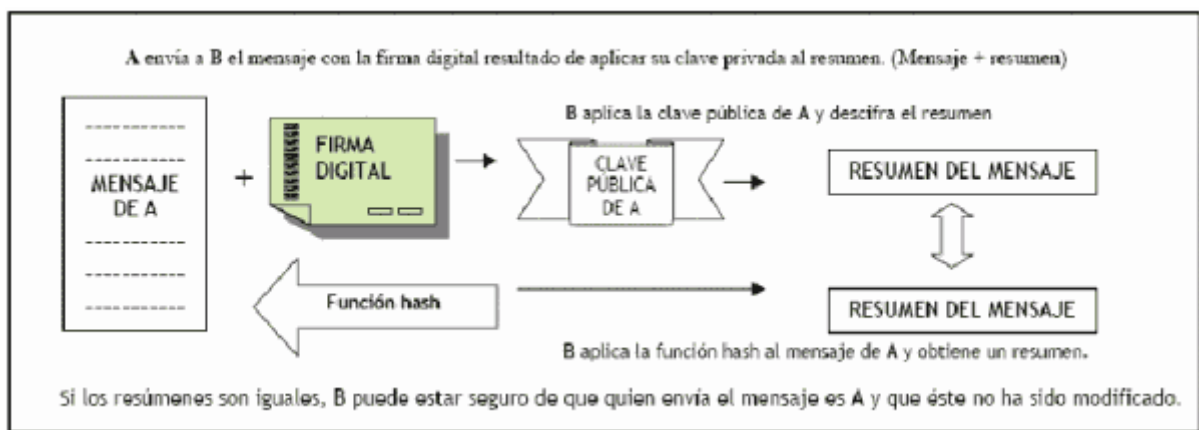 A envía a B el mensaje con la firma digital resultado de aplicar su clave privada al resumen. (Mensaje + resumen)
B aplica la clave pública de A y descifra el resumen
MENSAJE
DE A
+
FIRMA
DIGITAL
CLAVE
PÚBLICA
DE A
RESUMEN DEL MENSAJE
Función hash
RESUMEN DEL MENSAJE
B aplica la función hash al mensaje de A y obtiene un resumen.
Si los resúmenes son iguales, B puede estar seguro de que quien envía el mensaje es A y que éste no ha sido modificado.